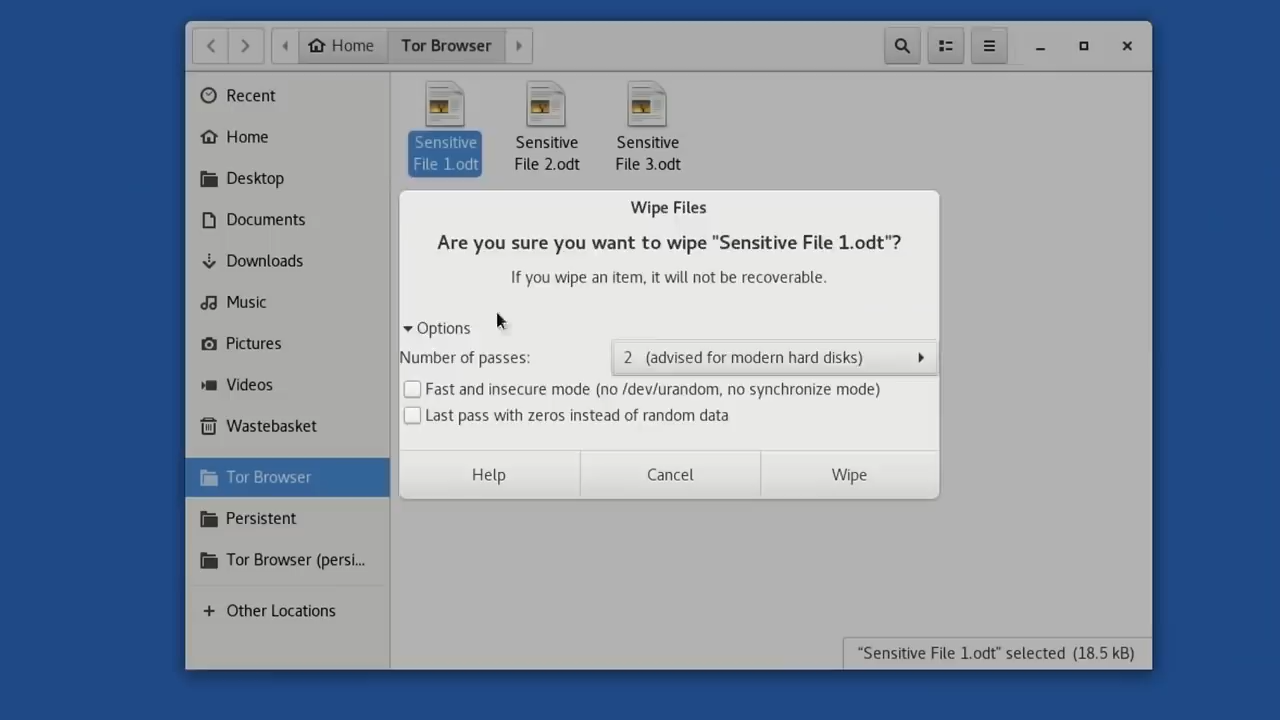 Home
Tor Browser
Recent
Home
Desktop
Documents
Downloads
Music
Pictures
Videos
Wastebasket
Tor Browser
Persistent
Tor Browser (persi...
Other Locations
Sensitive
File 1.odt
Sensitive
File 2.odt
Sensitive
File 3.odt
Wipe Files
Are you sure you want to wipe "Sensitive File 1.odt"?
If you wipe an item, it will not be recoverable.
Options
Number of passes:
2 (advised for modern hard disks)
Fast and insecure mode (no /dev/urandom, no synchronize mode)
Last pass with zeros instead of random data
Help
Cancel
Wipe
“Sensitive File 1.odt” selected (18.5 kB)